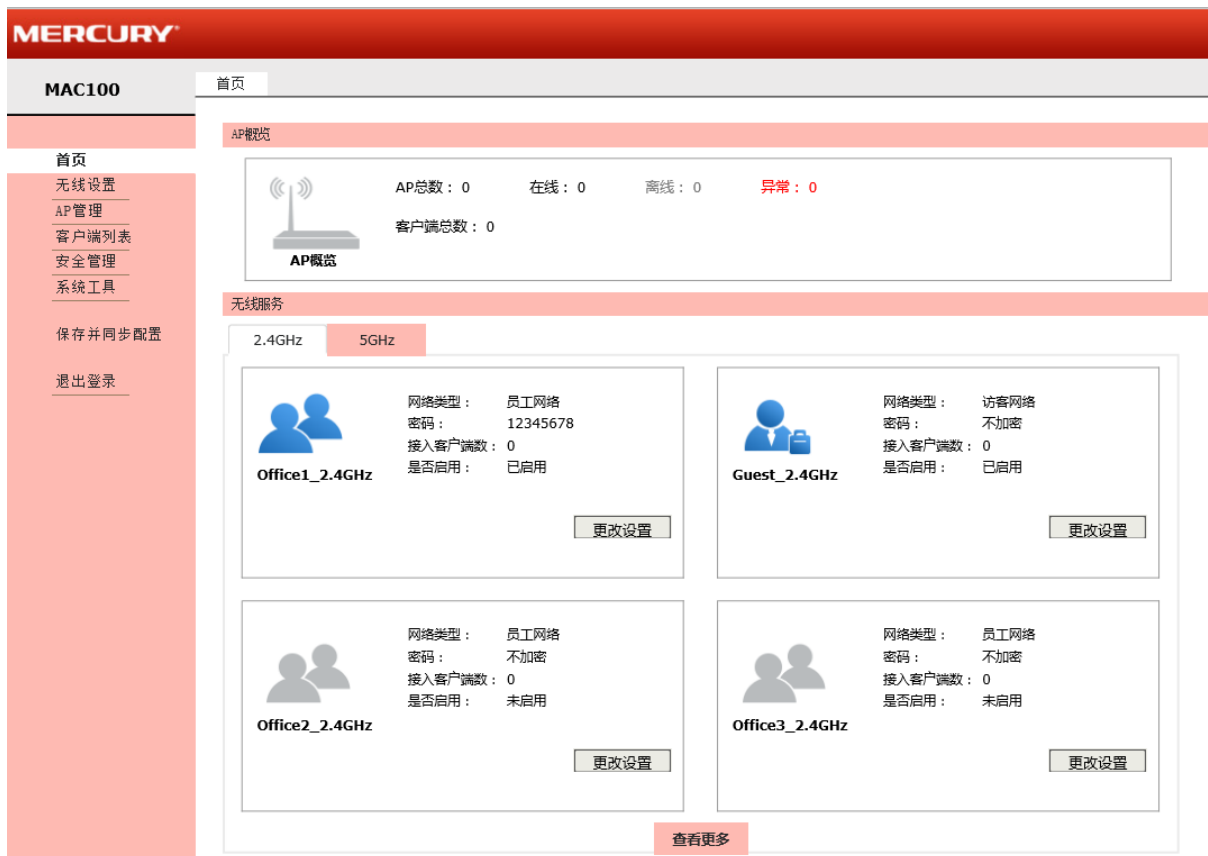 MERCURY
MAC100
首页
首页
无线设置
AP管理
客户端列表
安全管理
系统工具
保存并同步配置
退出登录
AP概览
AP总数：0 在线：0 离线：0 异常：0
客户端总数：0
AP概览
无线服务
2.4GHz 5GHz
网络类型： 员工网络
密码： 12345678
接入客户端数：0
是否启用： 已启用
Office1_2.4GHz
更改设置
网络类型： 访客网络
密码： 不加密
接入客户端数：0
是否启用： 已启用
Guest_2.4GHz
更改设置
网络类型： 员工网络
密码： 不加密
接入客户端数：0
是否启用： 未启用
Office2_2.4GHz
更改设置
网络类型： 员工网络
密码： 不加密
接入客户端数：0
是否启用： 未启用
Office3_2.4GHz
更改设置
查看更多